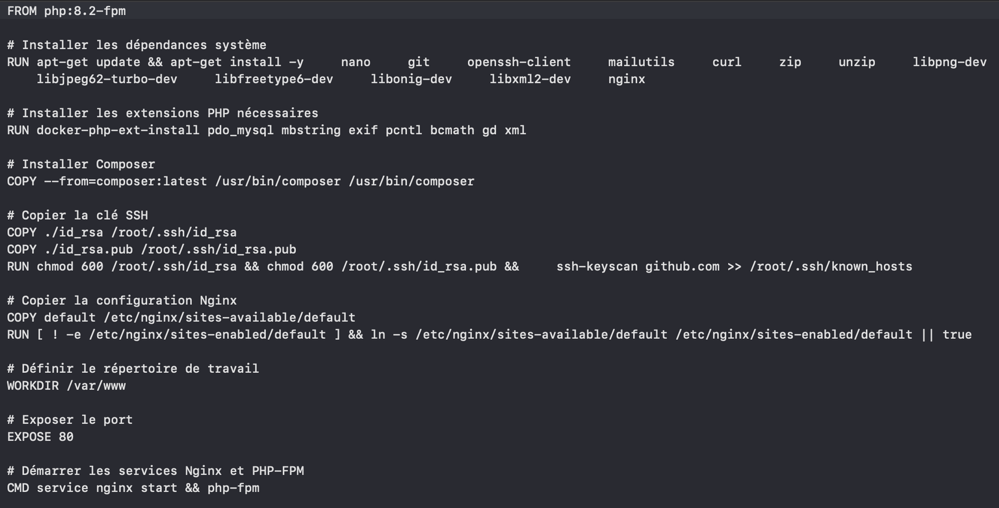 FROM php:8.2-fpm
# Installer les dépendances système
RUN apt-get update && apt-get install -y     nano     git     openssh-client     mailutils     curl     zip     unzip     libpng-dev
    libjpeg62-turbo-dev     libfreetype6-dev     libonig-dev     libxml2-dev     nginx
# Installer les extensions PHP nécessaires
RUN docker-php-ext-install pdo_mysql mbstring exif pcntl bcmath gd xml
# Installer Composer
COPY --from=composer:latest /usr/bin/composer /usr/bin/composer
# Copier la clé SSH
COPY ./id_rsa /root/.ssh/id_rsa
COPY ./id_rsa.pub /root/.ssh/id_rsa.pub
RUN chmod 600 /root/.ssh/id_rsa && chmod 600 /root/.ssh/id_rsa.pub &&     ssh-keyscan github.com >> /root/.ssh/known_hosts
# Copier la configuration Nginx
COPY default /etc/nginx/sites-available/default
RUN [ ! -e /etc/nginx/sites-enabled/default ] && ln -s /etc/nginx/sites-available/default /etc/nginx/sites-enabled/default || true
# Définir le répertoire de travail
WORKDIR /var/www
# Exposer le port
EXPOSE 80
# Démarrer les services Nginx et PHP-FPM
CMD service nginx start && php-fpm